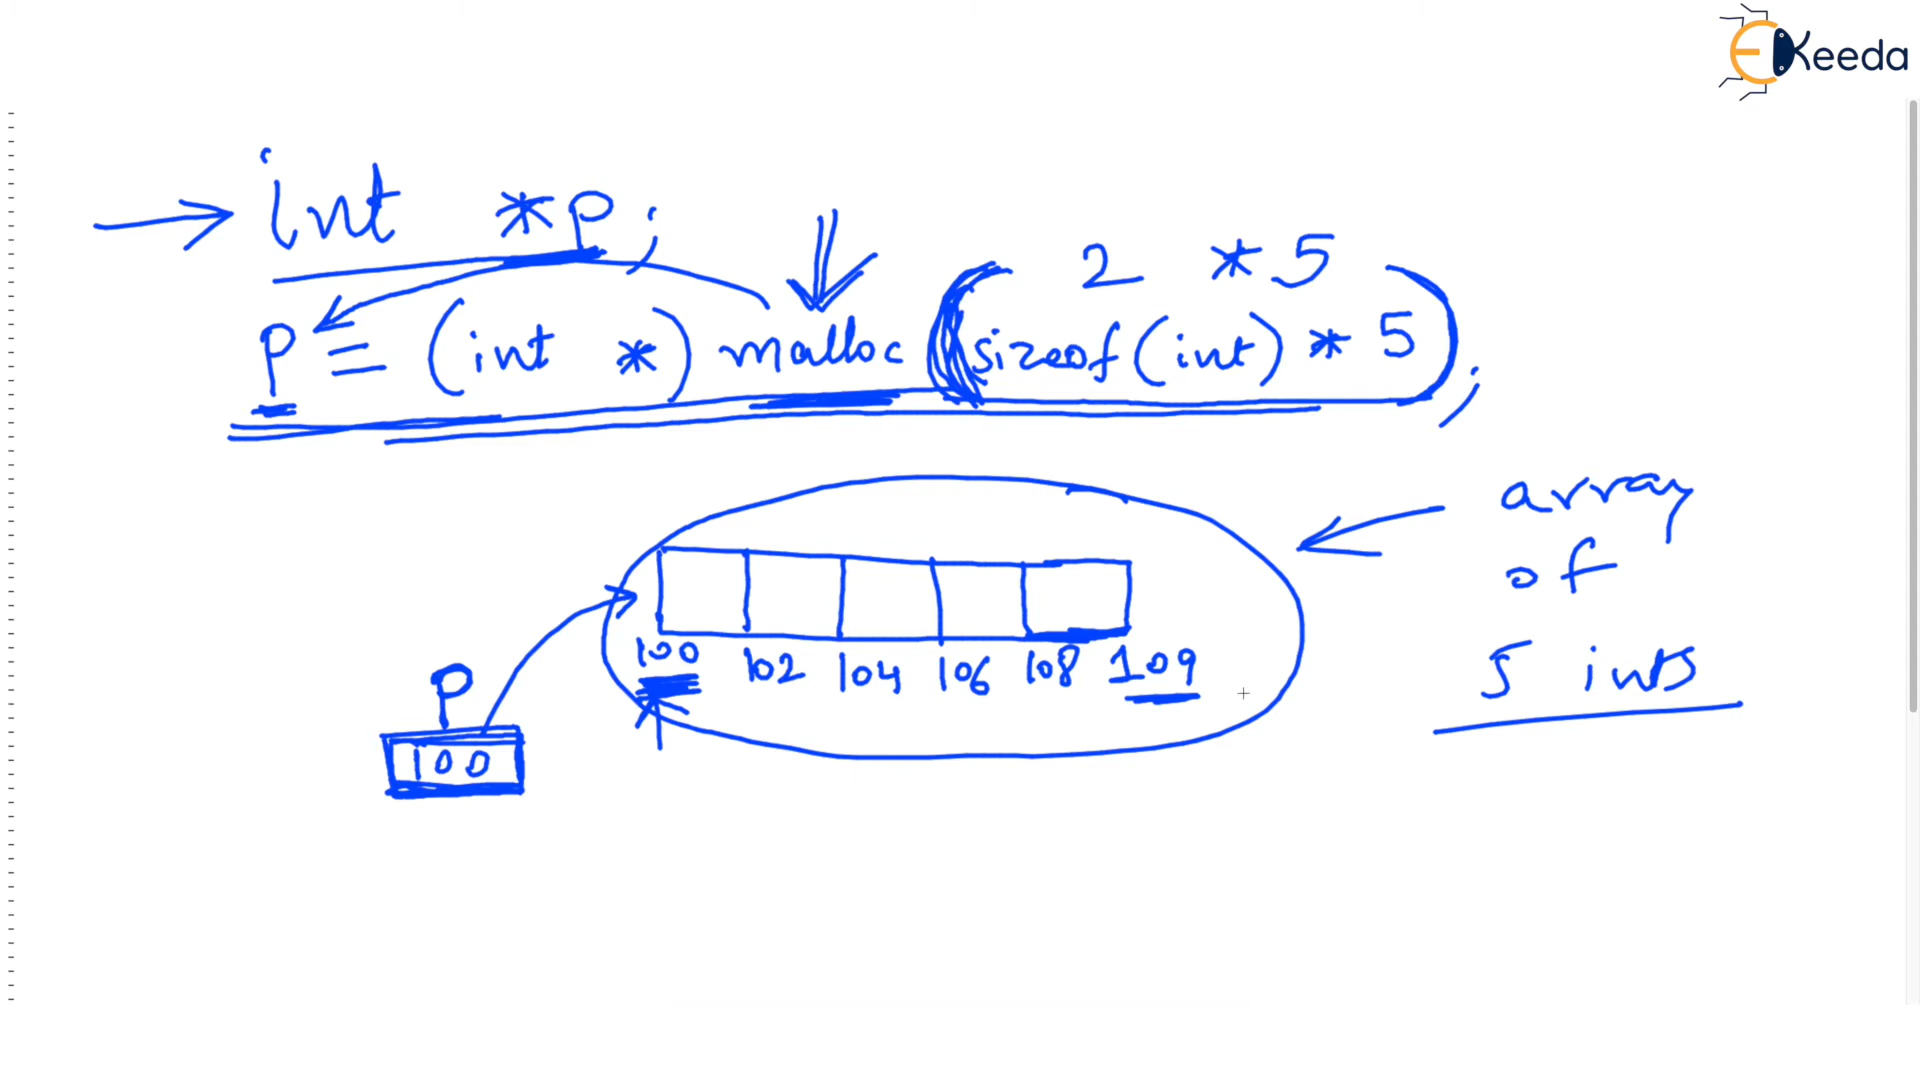 EKeeda
int *p;
2 * 5
p = (int *) malloc (sizeof(int) * 5);
array
of
5 ints
100 102 104 106 108 109
p
100